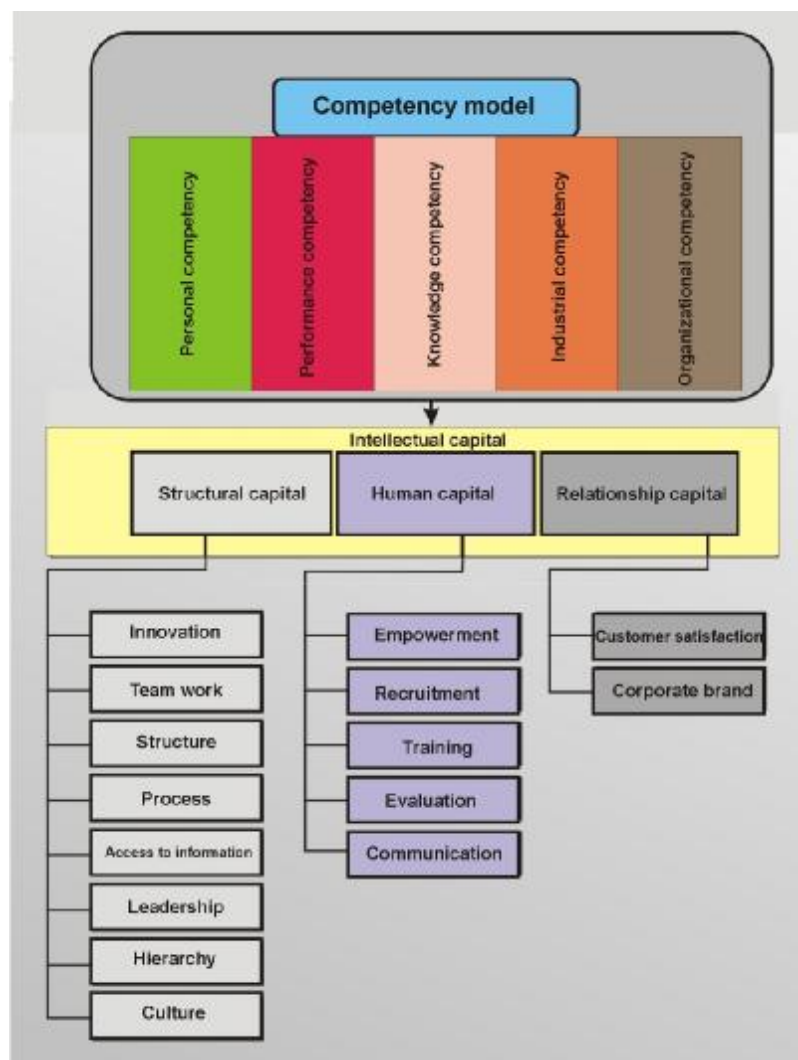 Competency model
Personal competency
Performance competency
Knowledge competency
Industrial competency
Organizational competency
Intellectual capital
Structural capital
Human capital
Relationship capital
Innovation
Team work
Structure
Process
Access to information
Leadership
Hierarchy
Culture
Empowerment
Recruitment
Training
Evaluation
Communication
Customer satisfaction
Corporate brand